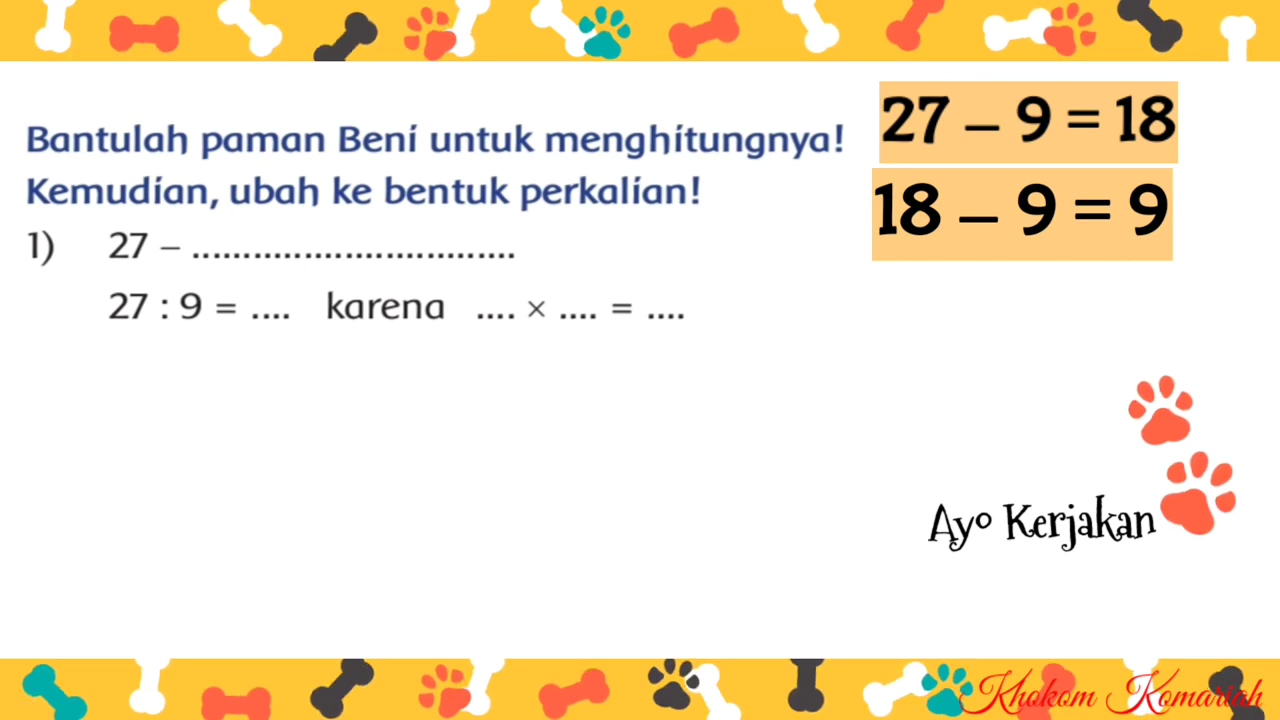 Bantulah paman Beni untuk menghitungnya!
Kemudian, ubah ke bentuk perkalian!
1) 27 – ................................
27 : 9 = .... karena .... × .... = ....
27 – 9 = 18
18 – 9 = 9
Ayo Kerjakan
Khokom Komariah